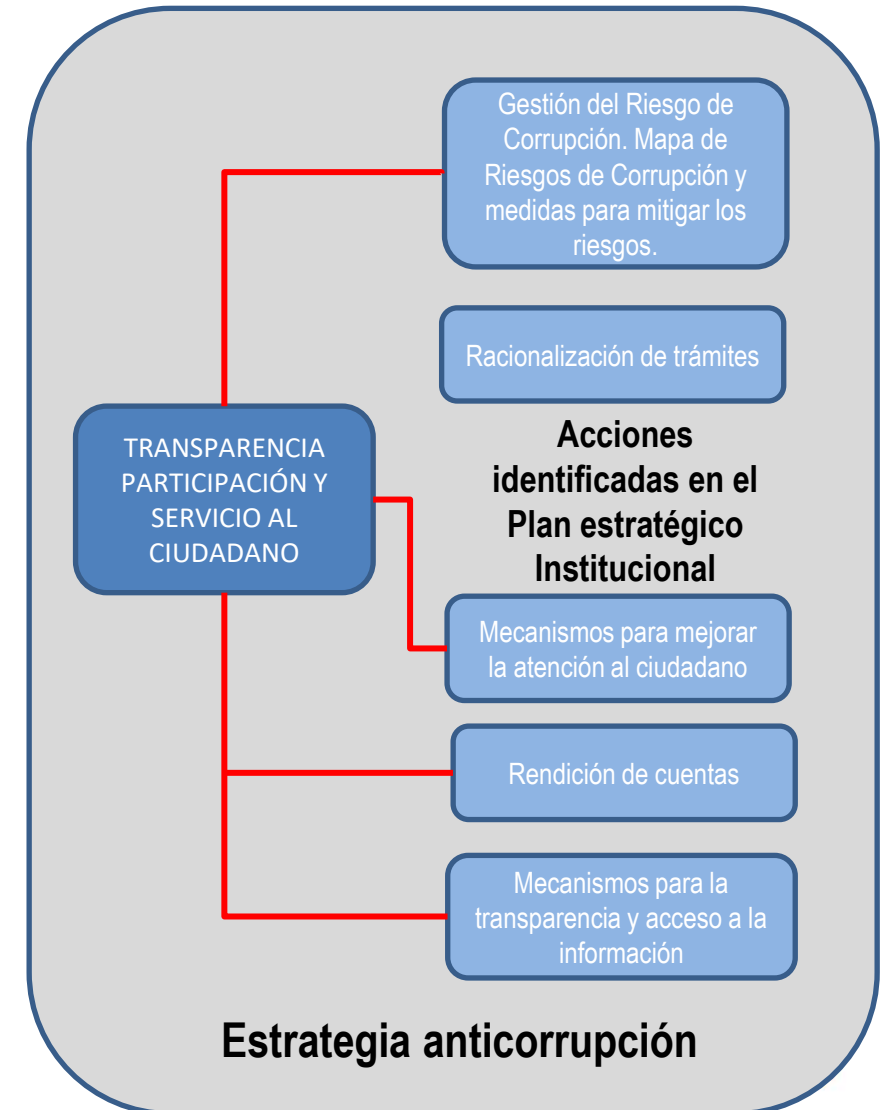 Gestión del Riesgo de
Corrupción. Mapa de
Riesgos de Corrupción y
medidas para mitigar los
riesgos.
Racionalización de trámites
TRANSPARENCIA
PARTICIPACIÓN Y
SERVICIO AL
CIUDADANO
Acciones
identificadas en el
Plan estratégico
Institucional
Mecanismos para mejorar
la atención al ciudadano
Rendición de cuentas
Mecanismos para la
transparencia y acceso a la
información
Estrategia anticorrupción